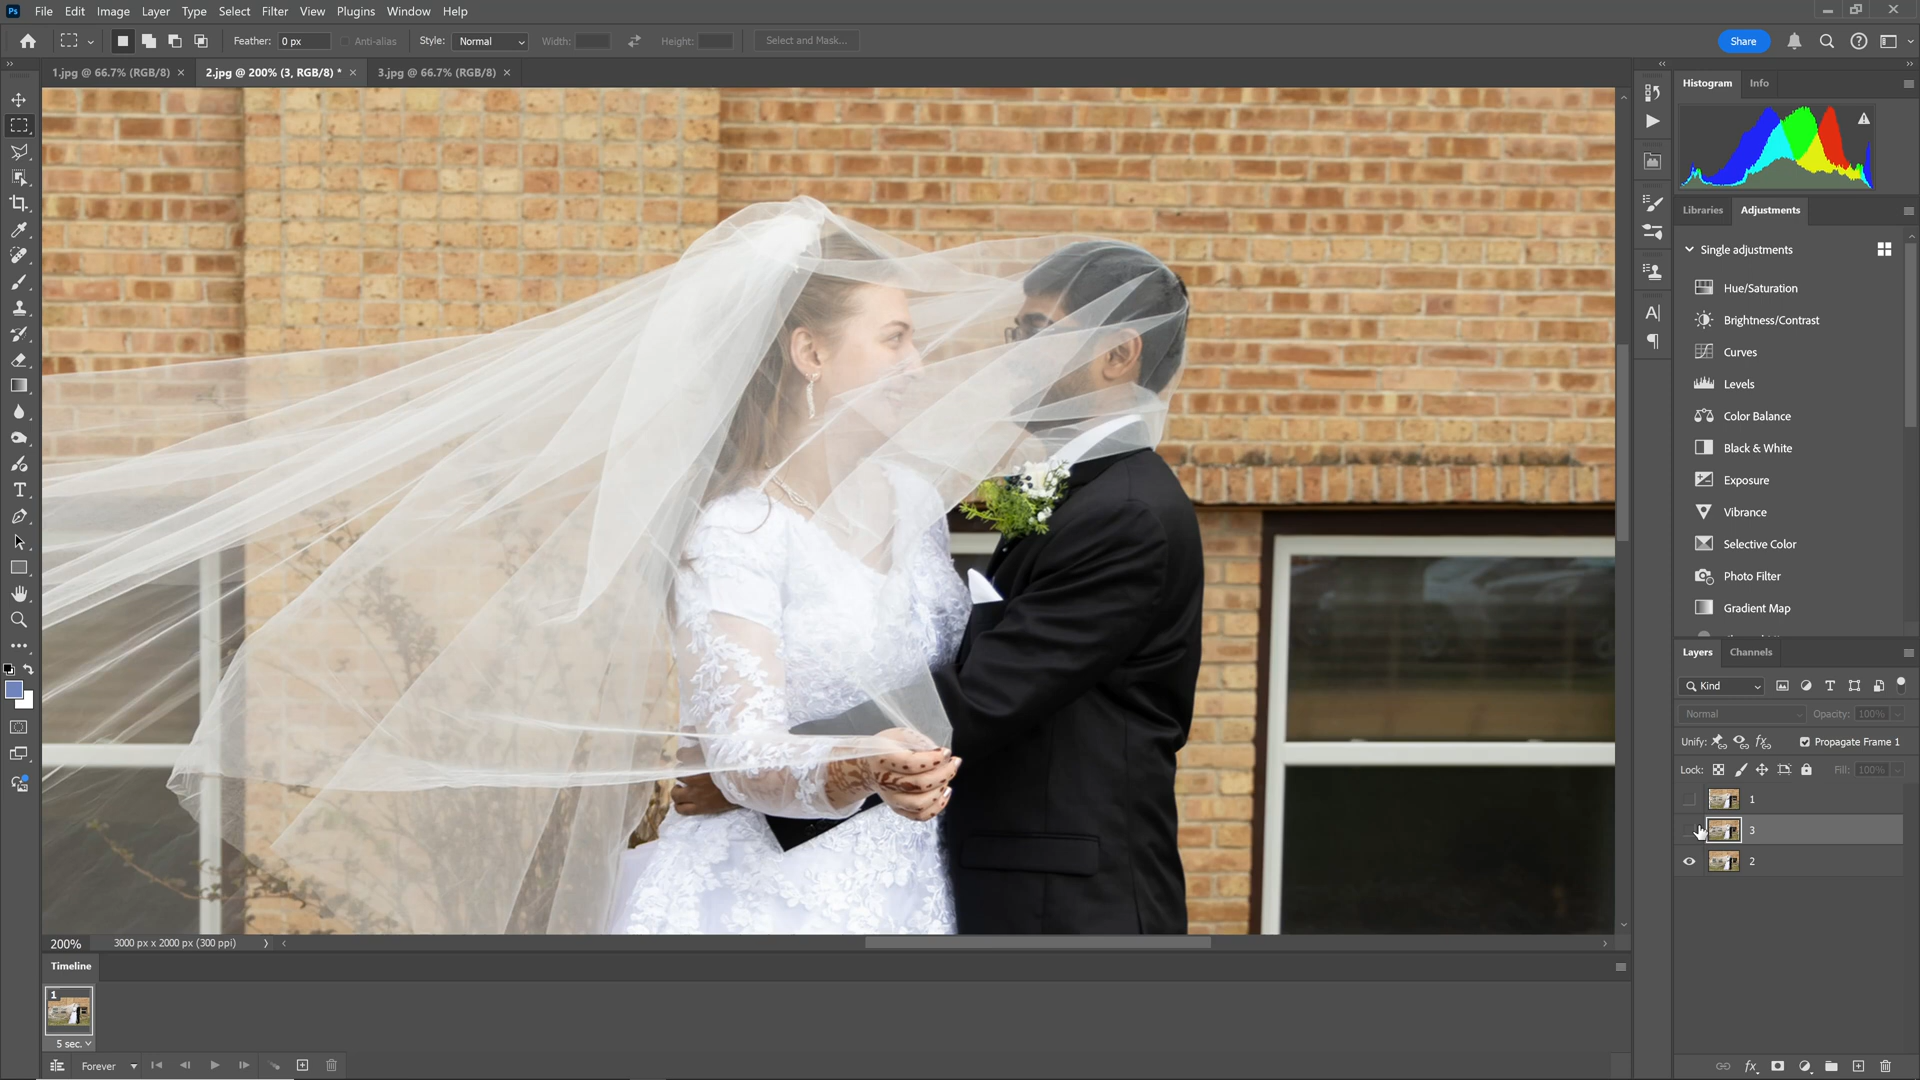 Ps File Edit Image Layer Type Select Filter View Plugins Window Help
Feather: 0 px Anti-alias Style: Normal Width: Height: Select and Mask... Share
1.jpg @ 66.7% (RGB/8) × 2.jpg @ 200% (3, RGB/8) * × 3.jpg @ 66.7% (RGB/8) ×
Histogram Info
Libraries Adjustments
Single adjustments
Hue/Saturation
Brightness/Contrast
Curves
Levels
Color Balance
Black & White
Exposure
Vibrance
Selective Color
Photo Filter
Gradient Map
Layers Channels
Kind
Normal Opacity: 100%
Unify: Propagate Frame 1
Lock: Fill: 100%
1
3
2
200% 3000 px x 2000 px (300 ppi)
Timeline
1
5 sec.
Forever